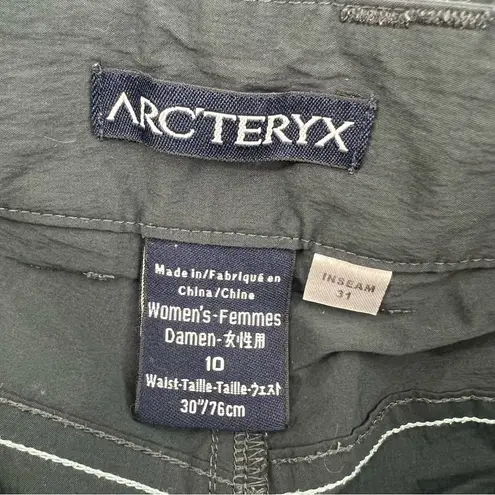 ARC'TERYX
Made in/Fabriqué en
China/Chine
Women's-Femmes
Damen-女性用
10
Waist-Taille-Taille-ウェスト
30"/76cm
INSEAM
31